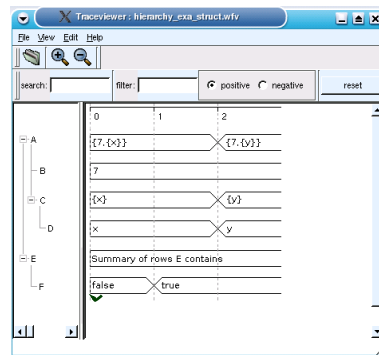 Traceviewer : hierarchy_exa_struct.wfv
File View Edit Help
search: filter: positive negative reset
0 1 2
A {7,{x}} {7,{y}}
B 7
C {x} {y}
D x y
E Summary of rows E contains
F false true